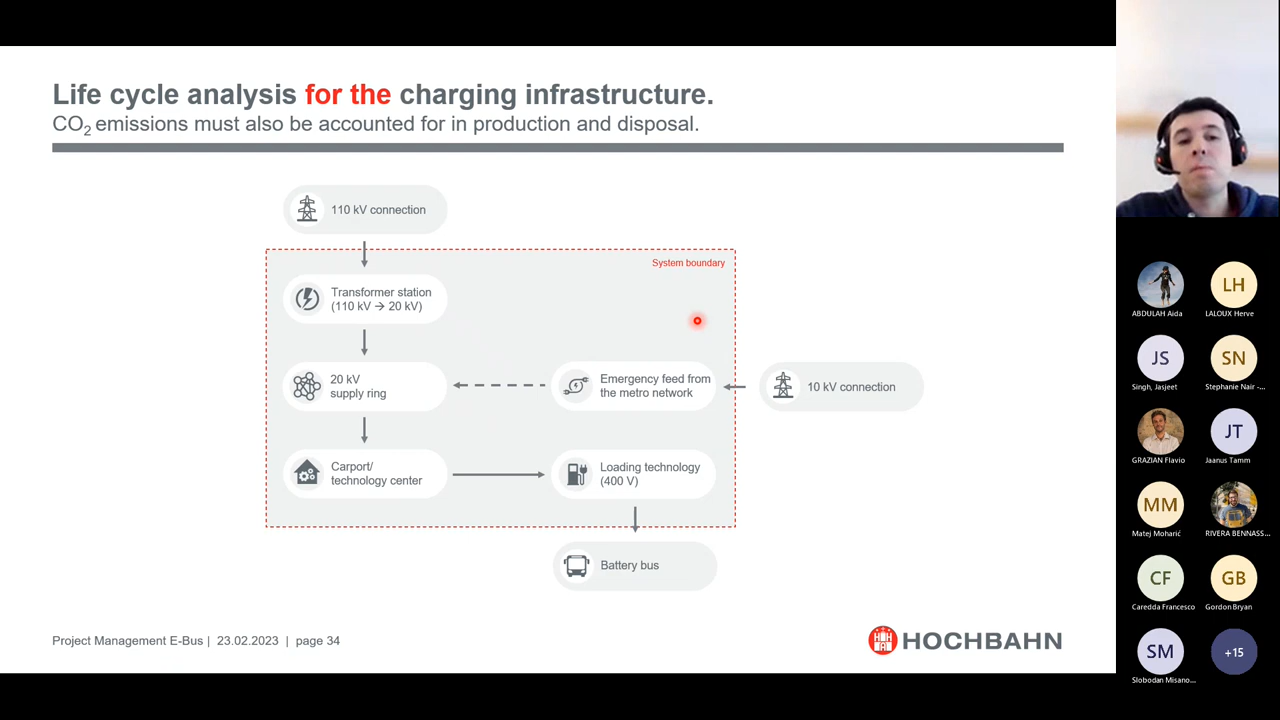 Life cycle analysis for the charging infrastructure.
CO2 emissions must also be accounted for in production and disposal.
110 kV connection
System boundary
Transformer station
(110 kV → 20 kV)
20 kV
supply ring
Emergency feed from
the metro network
10 kV connection
Carport/
technology center
Loading technology
(400 V)
Battery bus
Project Management E-Bus | 23.02.2023 | page 34
HOCHBAHN
ABDULAH Aida
LH
LALOUX Herve
JS
Singh, Jasjeet
SN
Stephanie Nair -...
GRAZIAN Flavio
JT
Jaanus Tamm
MM
Matej Moharić
RIVERA BENNASS...
CF
Caredda Francesco
GB
Gordon Bryan
SM
Slobodan Misano...
+15